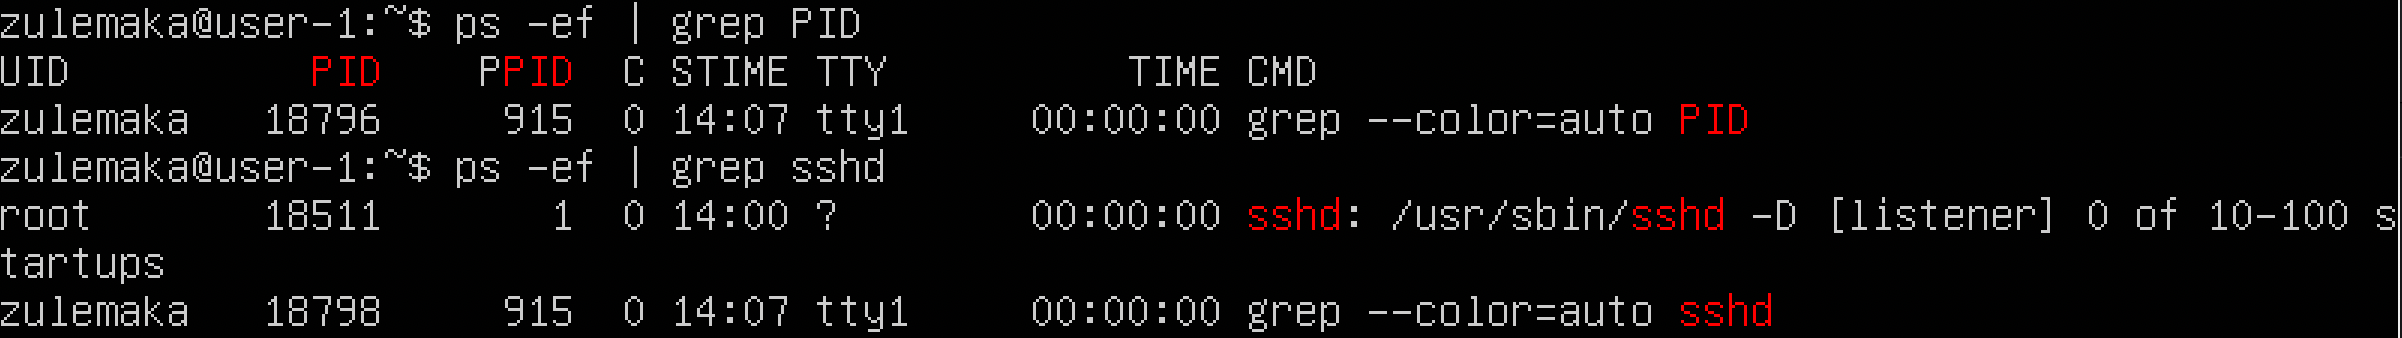 zulemaka@user-1:~$ ps -ef | grep PID
UID          PID    PPID  C STIME TTY          TIME CMD
zulemaka   18796     915  0 14:07 tty1     00:00:00 grep --color=auto PID
zulemaka@user-1:~$ ps -ef | grep sshd
root       18511       1  0 14:00 ?        00:00:00 sshd: /usr/sbin/sshd -D [listener] 0 of 10-100 s
tartups
zulemaka   18798     915  0 14:07 tty1     00:00:00 grep --color=auto sshd